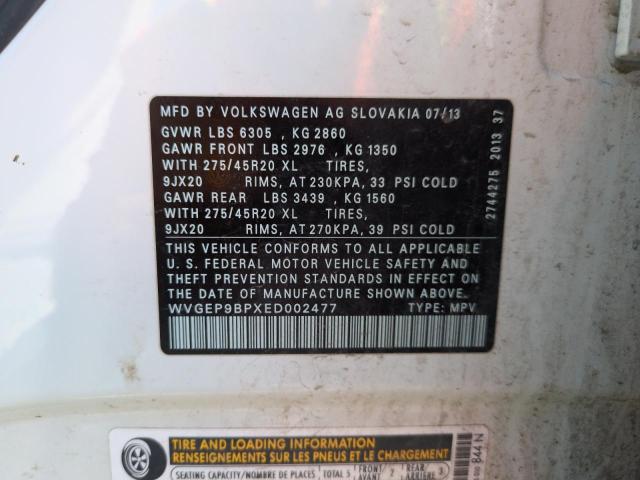 MFD BY VOLKSWAGEN AG SLOVAKIA 07/13
GVWR LBS 6305 , KG 2860
GAWR FRONT LBS 2976 , KG 1350
WITH 275/45R20 XL TIRES,
9JX20 RIMS, AT 230KPA, 33 PSI COLD
GAWR REAR LBS 3439 , KG 1560
WITH 275/45R20 XL TIRES,
9JX20 RIMS, AT 270KPA, 39 PSI COLD
THIS VEHICLE CONFORMS TO ALL APPLICABLE
U. S. FEDERAL MOTOR VEHICLE SAFETY AND
THEFT PREVENTION STANDARDS IN EFFECT ON
THE DATE OF MANUFACTURE SHOWN ABOVE
WVGEP9BPXED002477 TYPE: MPV
2744275 2013 37
TIRE AND LOADING INFORMATION
PNEUS ET LE CHARGEMENT
SEATING CAPACITY/NOMBRE DE PLACES TOTAL 5 FRONT 2 REAR 3
AVANT ARRIÈRE
844 N